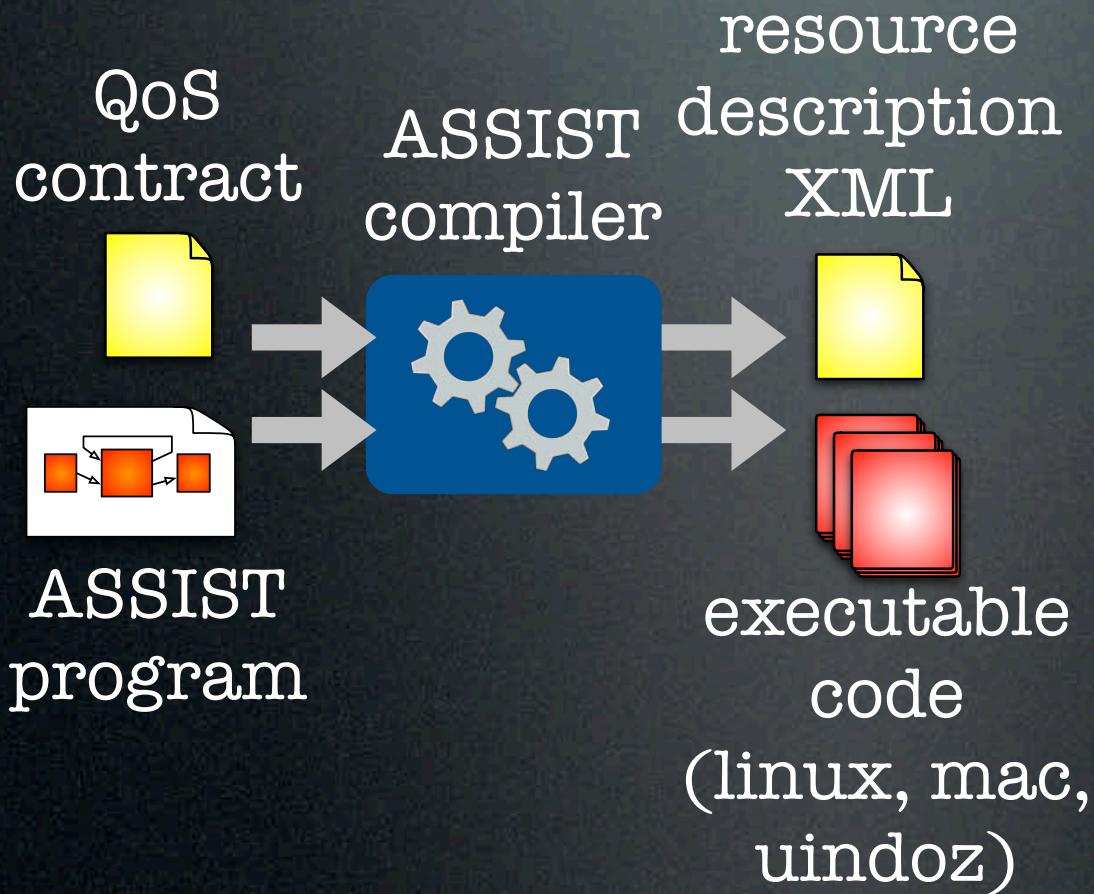 QoS
contract
ASSIST
compiler
resource
description
XML
ASSIST
program
executable
code
(linux, mac,
uindoz)